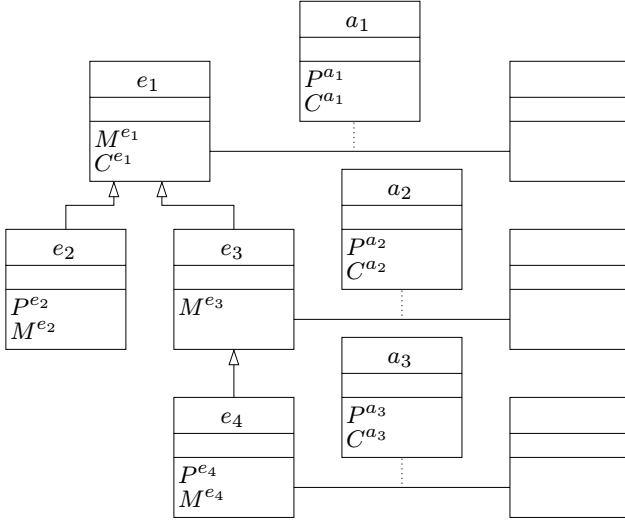 a₁
P^{a₁}
C^{a₁}
e₁
M^{e₁}
C^{e₁}
a₂
P^{a₂}
C^{a₂}
e₂
P^{e₂}
M^{e₂}
e₃
M^{e₃}
a₃
P^{a₃}
C^{a₃}
e₄
P^{e₄}
M^{e₄}